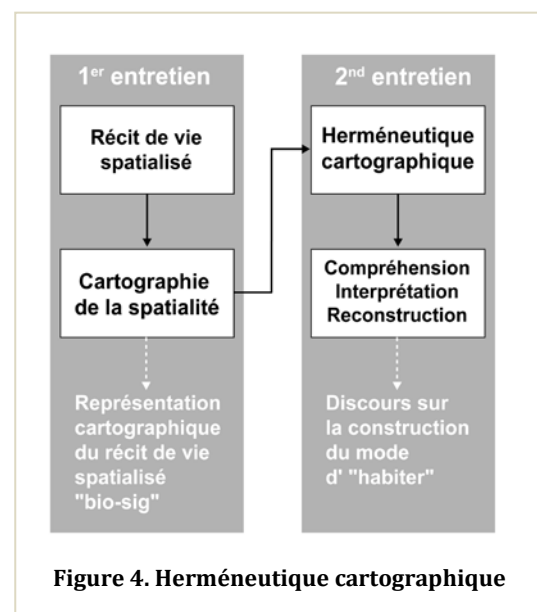 1er entretien
Récit de vie
spatialisé
Cartographie
de la spatialité
Représentation
cartographique
du récit de vie
spatialisé
"bio-sig"
2nd entretien
Herméneutique
cartographique
Compréhension
Interprétation
Reconstruction
Discours sur
la construction
du mode
d' "habiter"
Figure 4. Herméneutique cartographique